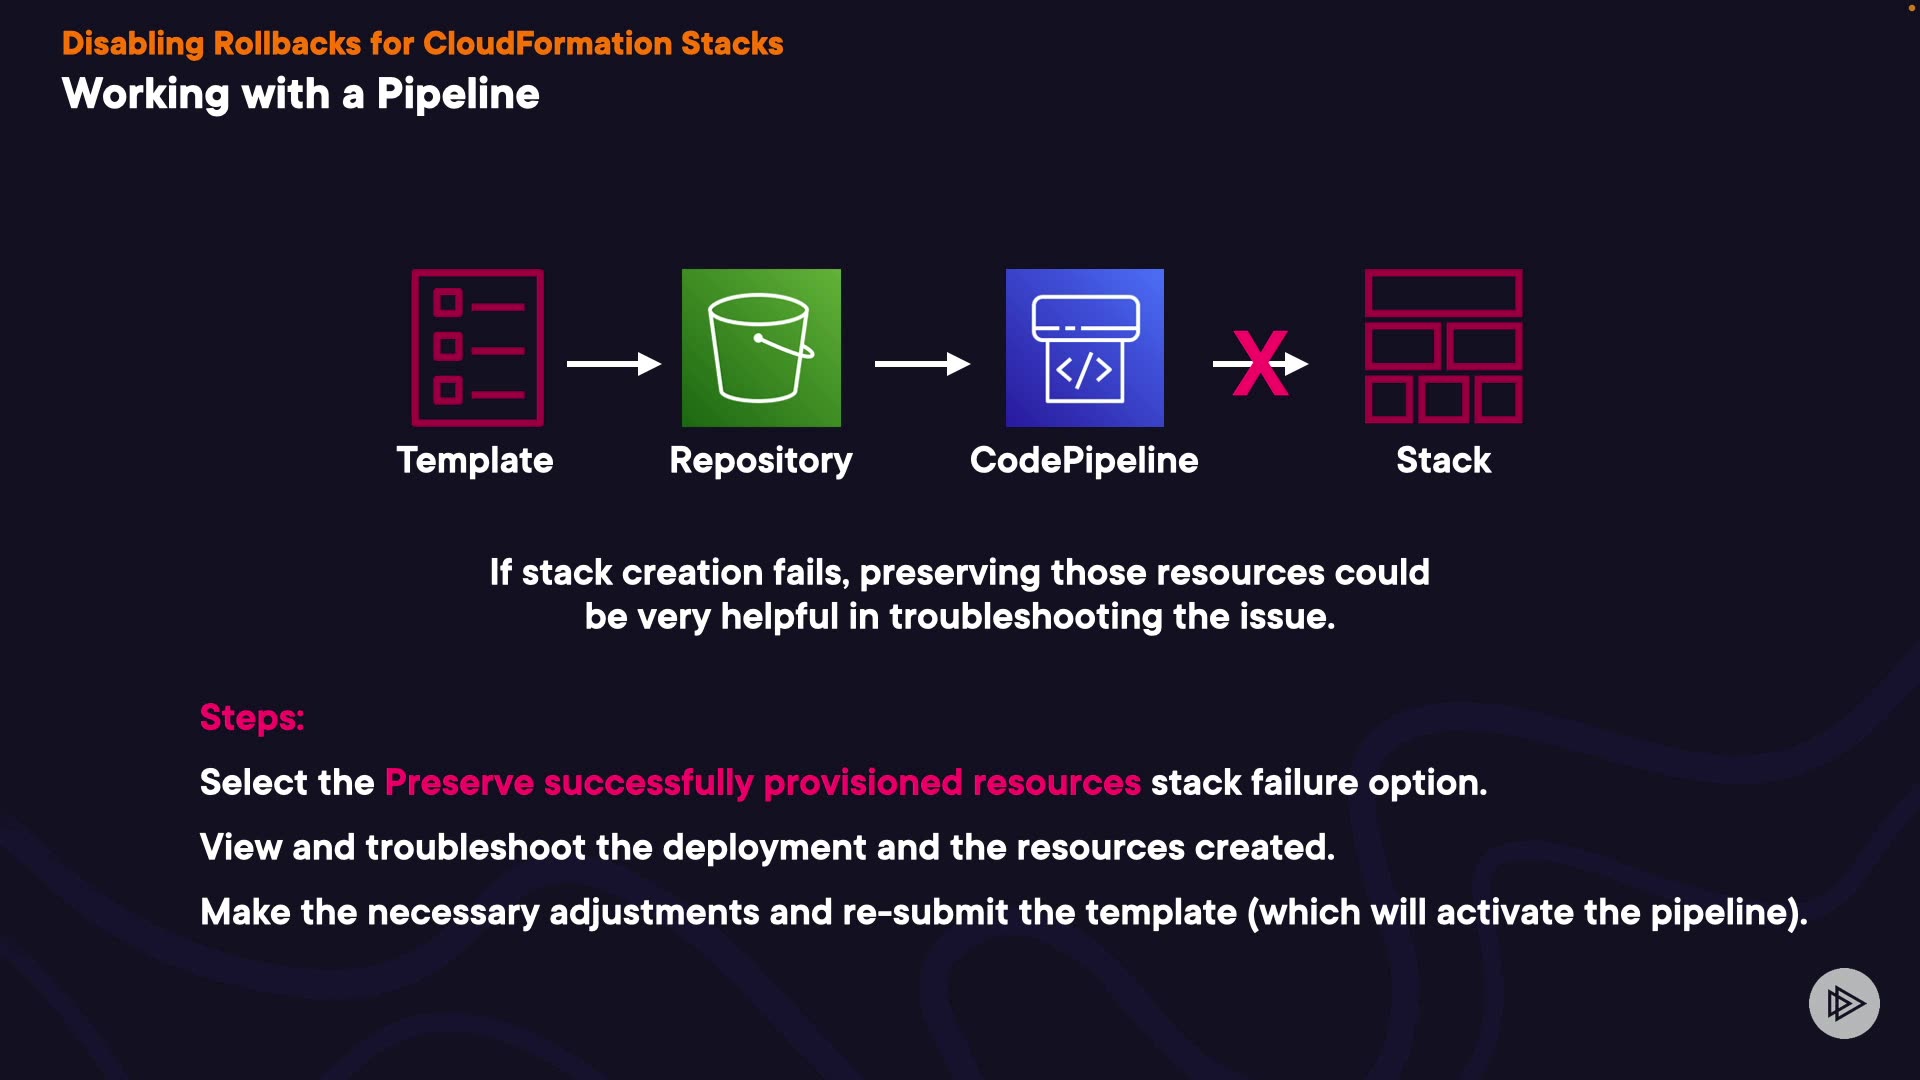 Disabling Rollbacks for CloudFormation Stacks
Working with a Pipeline
X
</>
Template
Repository
CodePipeline
Stack
If stack creation fails, preserving those resources could
be very helpful in troubleshooting the issue.
Steps:
Select the Preserve successfully provisioned resources stack failure option.
View and troubleshoot the deployment and the resources created.
Make the necessary adjustments and re-submit the template (which will activate the pipeline).